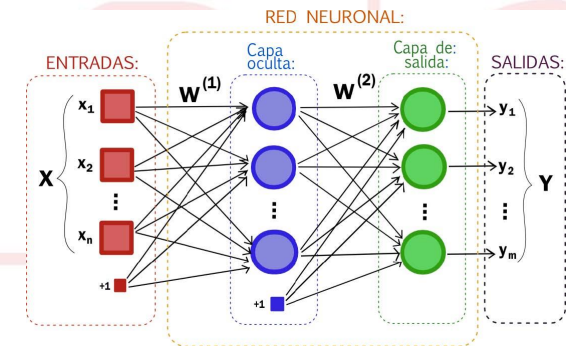 RED NEURONAL:
ENTRADAS:
Capa
oculta:
Capa de:
salida:
SALIDAS:
W(1)
W(2)
x1
x2
xn
X
+1
+1
y1
y2
ym
Y